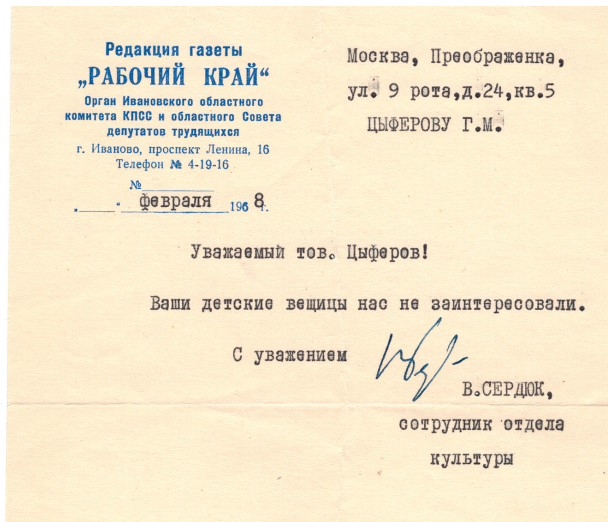 Редакция газеты
„РАБОЧИЙ КРАЙ“
Орган Ивановского областного
комитета КПСС и областного Совета
депутатов трудящихся
г. Иваново, проспект Ленина, 16
Телефон № 4-19-16
№
„ “ февраля 1968 г.
Москва, Преображенка,
ул. 9 рота,д.24,кв.5
ЦЫФЕРОВУ Г.М.
Уважаемый тов. Цыферов!
Ваши детские вещицы нас не заинтересовали.
С уважением
В.СЕРДЮК,
сотрудник отдела
культуры